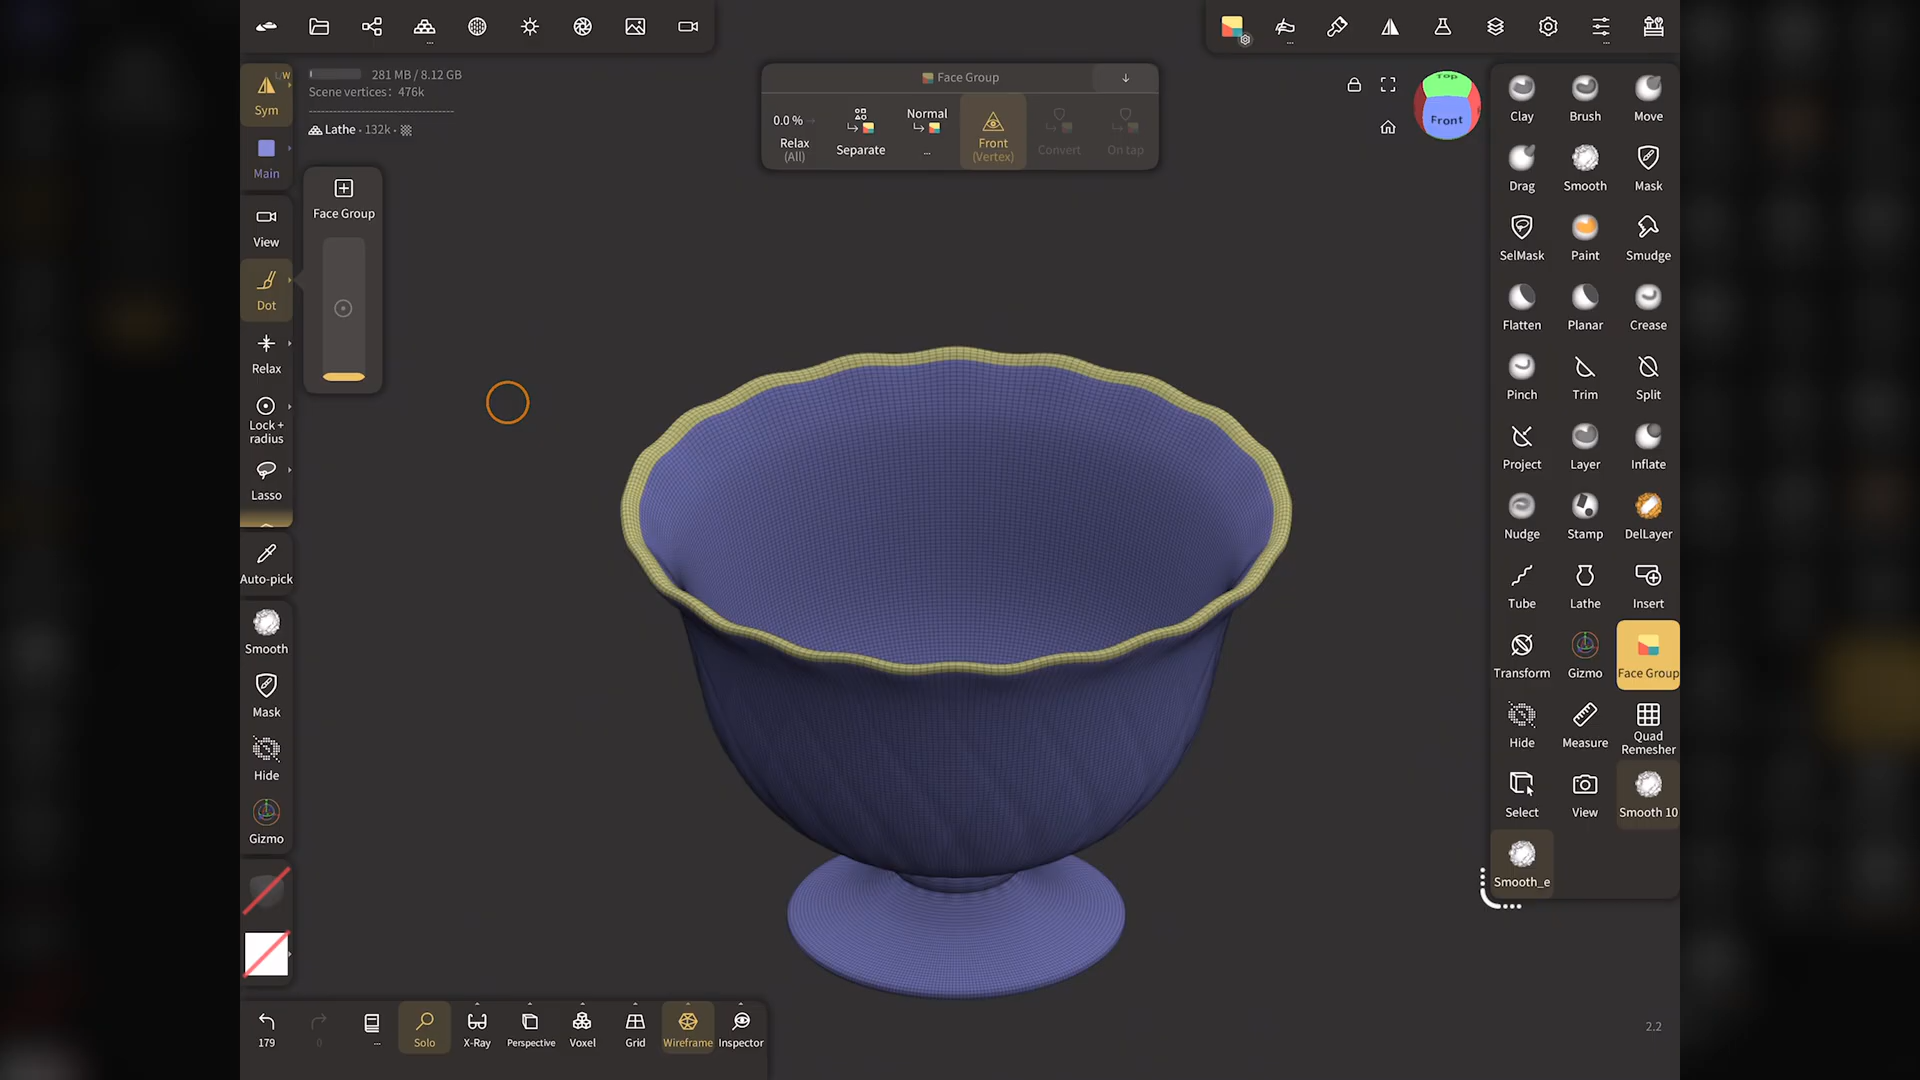 281 MB / 8.12 GB
Scene vertices: 476k
Lathe • 132k •
L/W
Sym
Main
View
Dot
Relax
Lock +
radius
Lasso
Auto-pick
Smooth
Mask
Hide
Gizmo
Face Group
Face Group
0.0 %
Relax
(All)
Separate
Normal
...
Front
(Vertex)
Convert
On tap
Top
Front
Clay
Brush
Move
Drag
Smooth
Mask
SelMask
Paint
Smudge
Flatten
Planar
Crease
Pinch
Trim
Split
Project
Layer
Inflate
Nudge
Stamp
DelLayer
Tube
Lathe
Insert
Transform
Gizmo
Face Group
Hide
Measure
Quad
Remesher
Select
View
Smooth 10
Smooth_e
179
0
...
Solo
X-Ray
Perspective
Voxel
Grid
Wireframe
Inspector
2.2